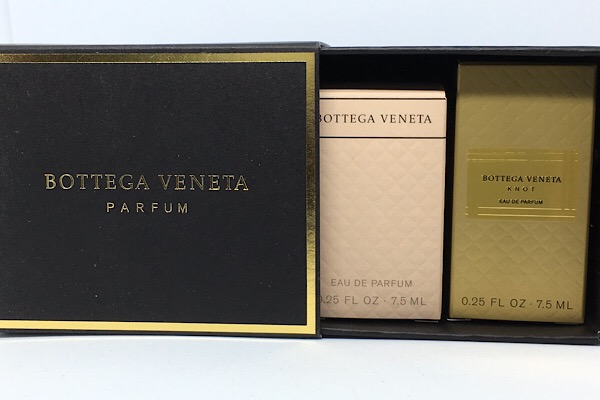 BOTTEGA VENETA
PARFUM
BOTTEGA VENETA
EAU DE PARFUM
0.25 FL OZ · 7.5 ML
BOTTEGA VENETA
KNOT
EAU DE PARFUM
0.25 FL OZ · 7.5 ML